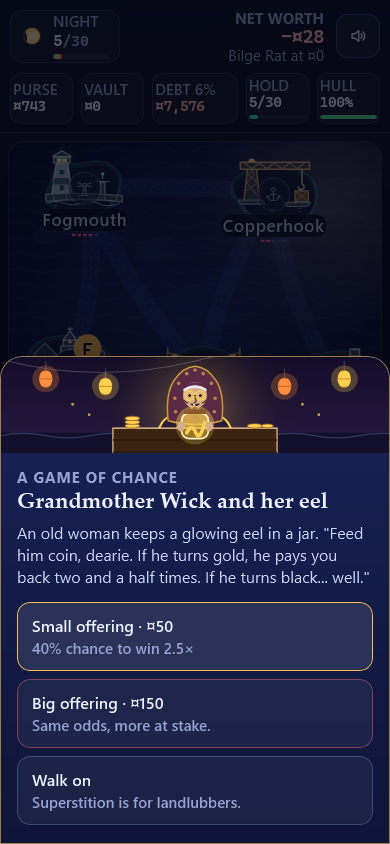 NIGHT
5/30
NET WORTH
−¤28
Bilge Rat at ¤0
PURSE
¤743
VAULT
¤0
DEBT 6%
¤7,576
HOLD
5/30
HULL
100%
Fogmouth
Copperhook
F
A GAME OF CHANCE
Grandmother Wick and her eel
An old woman keeps a glowing eel in a jar. "Feed
him coin, dearie. If he turns gold, he pays you
back two and a half times. If he turns black... well."
Small offering · ¤50
40% chance to win 2.5×
Big offering · ¤150
Same odds, more at stake.
Walk on
Superstition is for landlubbers.